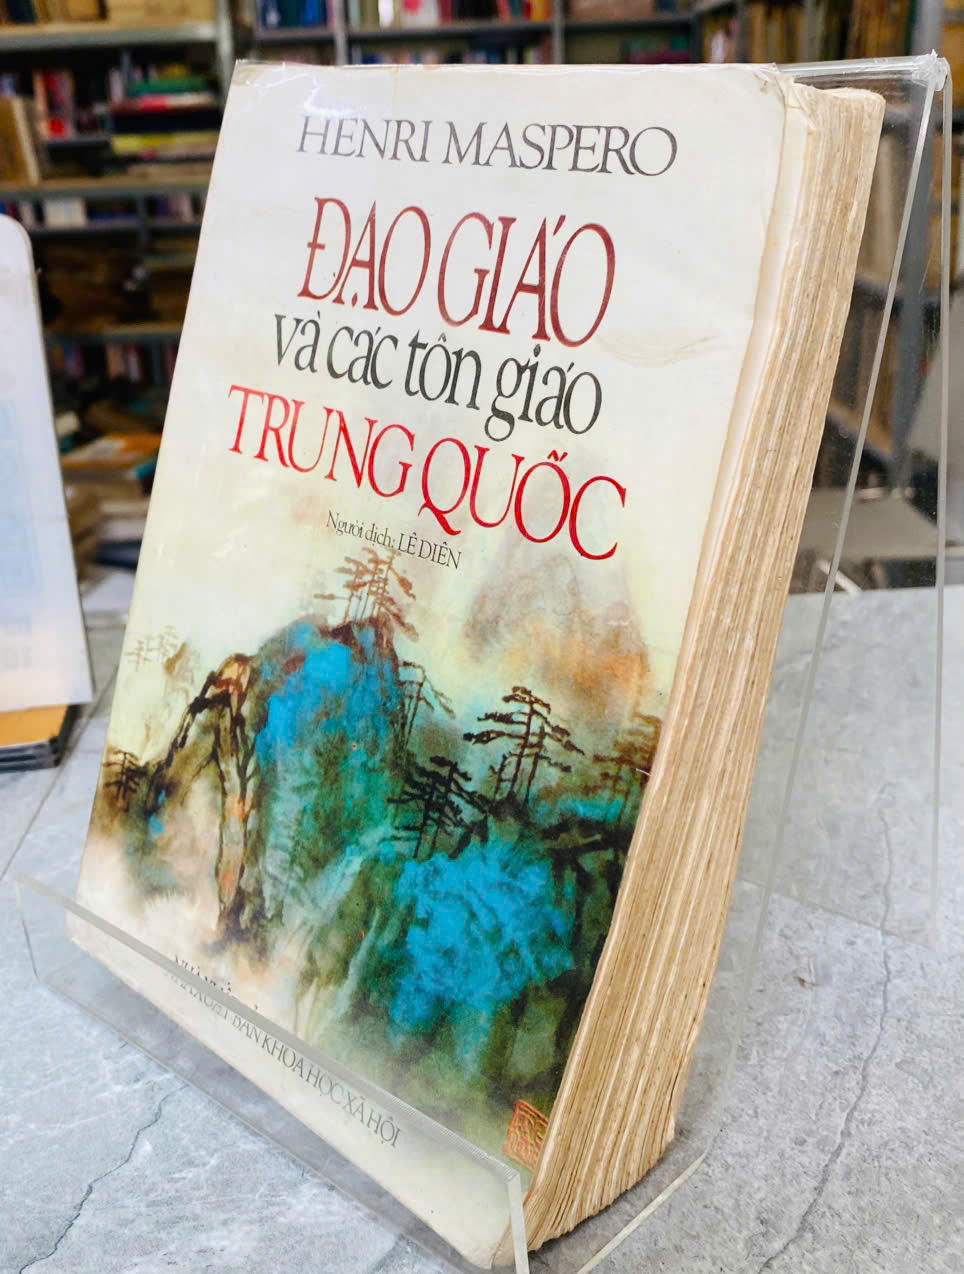 HENRI MASPERO
ĐẠO GIÁO
và các tôn giáo
TRUNG QUỐC
Người dịch: LÊ DIÊN
NHÀ XUẤT BẢN KHOA HỌC XÃ HỘI